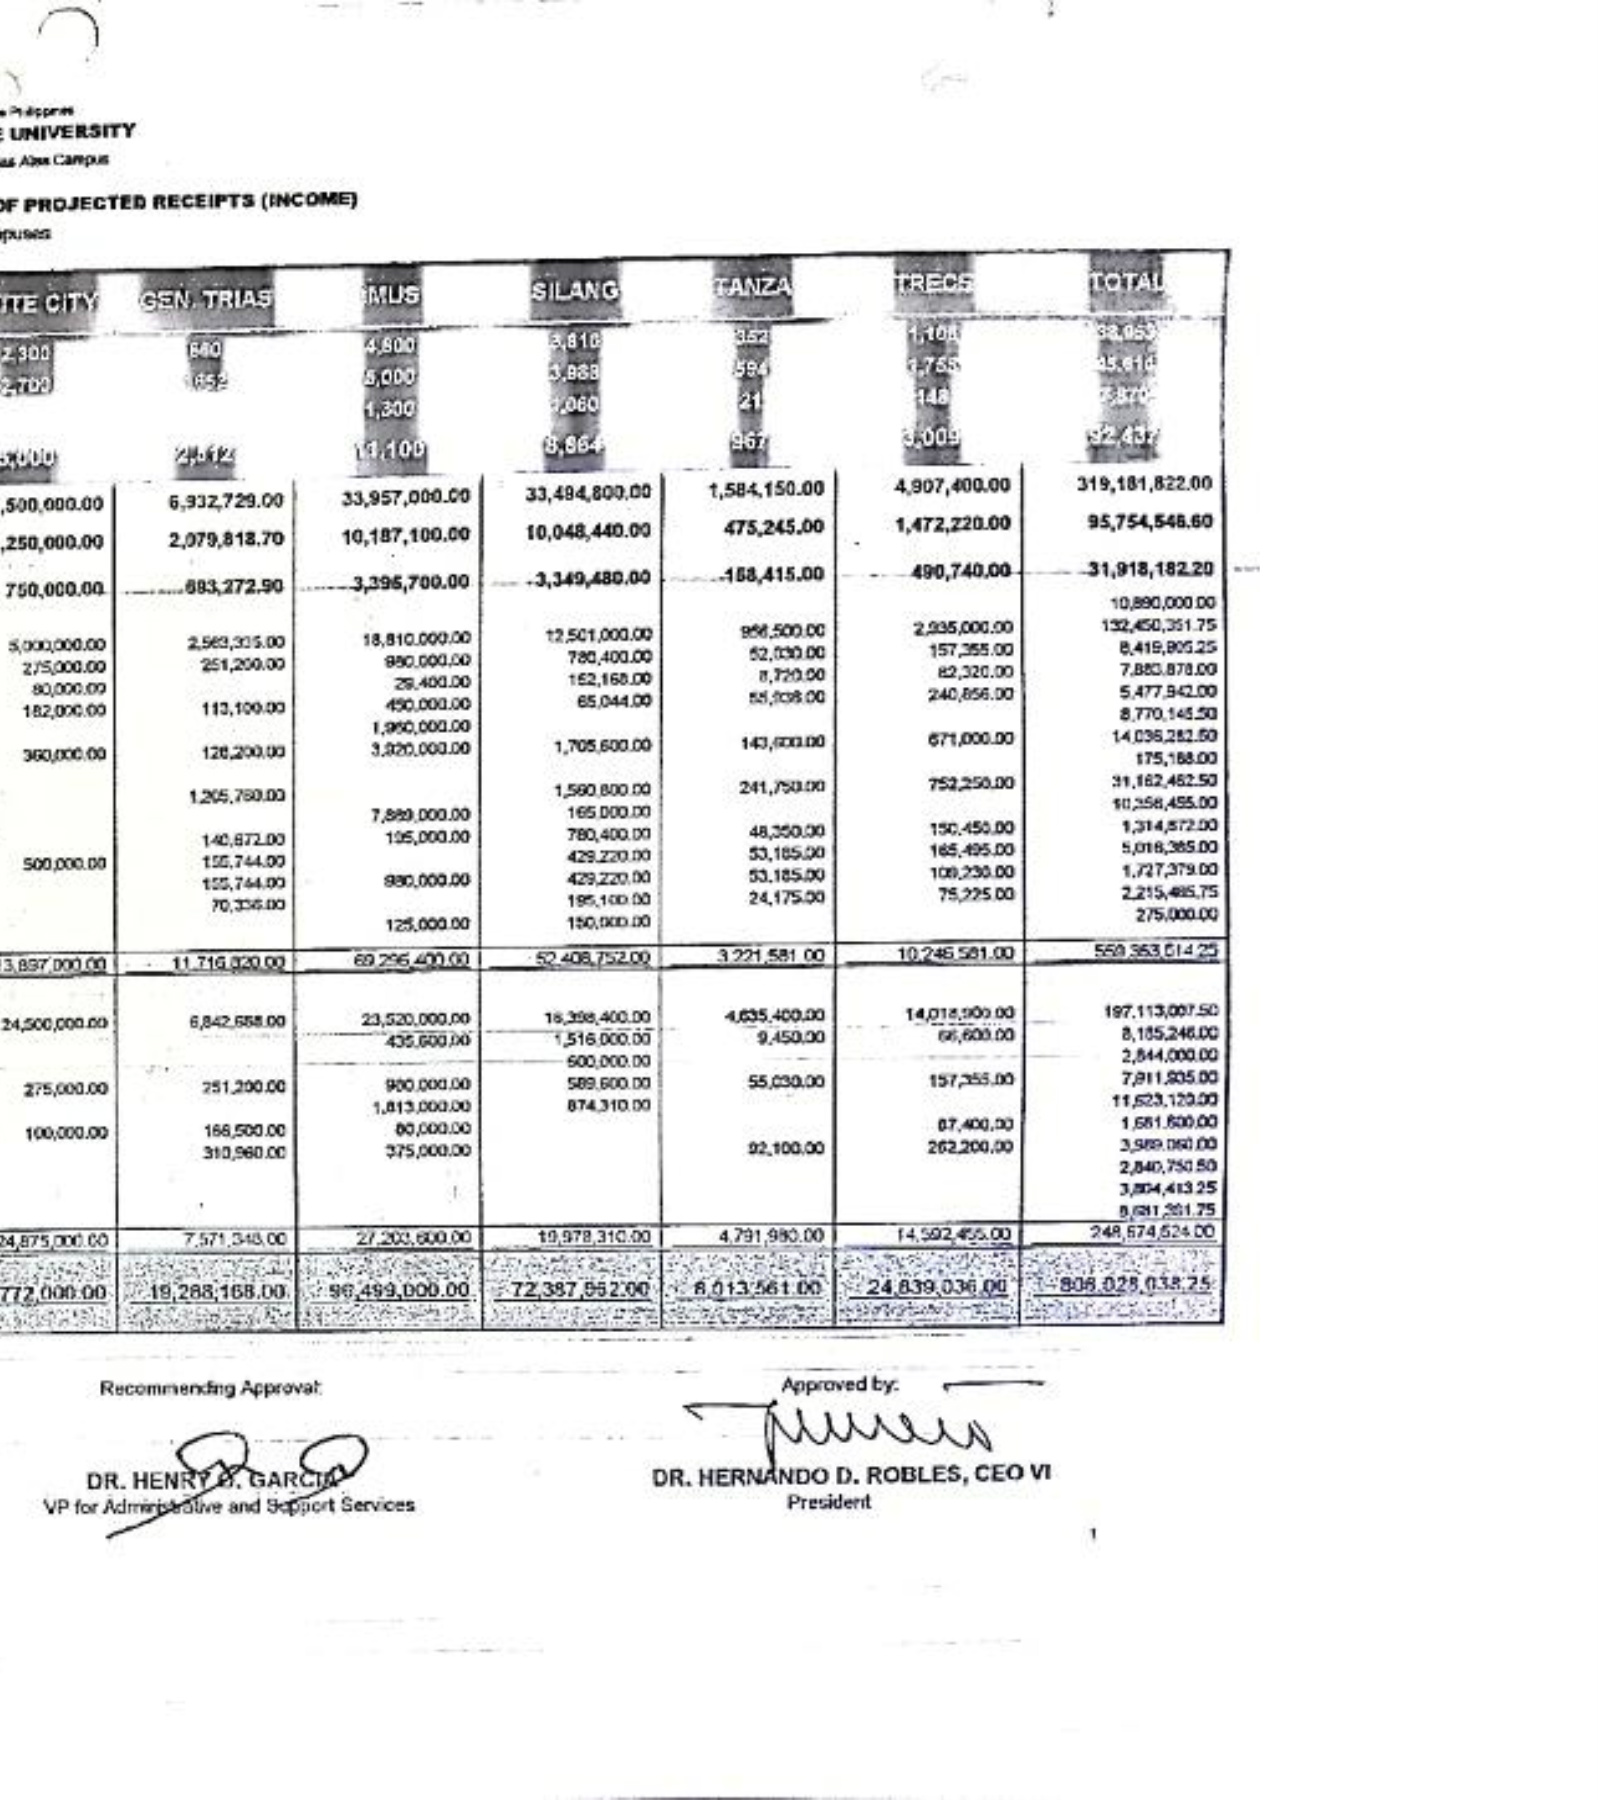 Philippines
UNIVERSITY
Campus
OF PROJECTED RECEIPTS (INCOME)
TTE CITY GEN. TRIAS IMUS SILANG TANZA TRECE TOTAL
2,300 660 4,800 3,816 352 1,106
2,700 1,852 5,000 3,988 594 1,755
1,300 1,060 21 148
5,000 2,512 11,100 8,864 967 3,009 92,437
,500,000.00 6,932,729.00 33,957,000.00 33,494,800.00 1,584,150.00 4,907,400.00 319,181,822.00
,250,000.00 2,079,818.70 10,187,100.00 10,048,440.00 475,245.00 1,472,220.00 95,754,546.60
750,000.00 693,272.90 3,395,700.00 3,349,480.00 158,415.00 490,740.00 31,918,182.20
10,890,000.00
5,000,000.00 2,563,335.00 18,810,000.00 12,501,000.00 966,500.00 2,935,000.00 132,450,351.75
275,000.00 251,200.00 980,000.00 780,400.00 52,030.00 157,355.00 8,419,805.25
80,000.00 29,400.00 152,168.00 8,720.00 82,320.00 7,883,878.00
182,000.00 113,100.00 450,000.00 65,044.00 240,856.00 5,477,942.00
1,960,000.00 8,770,145.50
360,000.00 128,200.00 3,920,000.00 1,705,600.00 143,600.00 671,000.00 14,036,282.50
175,188.00
1,205,760.00 1,560,800.00 241,750.00 752,250.00 31,162,462.50
7,889,000.00 165,000.00 10,358,455.00
140,672.00 195,000.00 780,400.00 48,350.00 150,450.00 1,314,872.00
500,000.00 155,744.00 429,220.00 53,185.00 165,495.00 5,016,385.00
155,744.00 980,000.00 429,220.00 53,185.00 109,230.00 1,727,379.00
70,336.00 195,100.00 24,175.00 75,225.00 2,215,485.75
125,000.00 150,000.00 275,000.00
13,897,000.00 11,716,820.00 69,295,400.00 52,408,752.00 3,221,581.00 10,246,581.00 559,353,514.25
24,500,000.00 6,842,688.00 23,520,000.00 16,398,400.00 4,635,400.00 14,018,900.00 197,113,007.50
435,600.00 1,516,000.00 9,450.00 66,600.00 8,185,246.00
600,000.00 2,844,000.00
275,000.00 251,200.00 980,000.00 589,600.00 55,030.00 157,355.00 7,911,935.00
1,813,000.00 874,310.00 11,623,120.00
100,000.00 166,500.00 80,000.00 87,400.00 1,681,600.00
310,960.00 375,000.00 92,100.00 262,200.00 3,989,060.00
2,840,750.50
3,804,413.25
8,681,391.75
24,875,000.00 7,571,348.00 27,203,600.00 19,978,310.00 4,791,980.00 14,592,455.00 248,674,524.00
772,000.00 19,288,168.00 96,499,000.00 72,387,062.00 8,013,561.00 24,839,036.00 808,028,038.25
Recommending Approval: Approved by:
DR. HENRY O. GARCIA DR. HERNANDO D. ROBLES, CEO VI
VP for Administrative and Support Services President
1